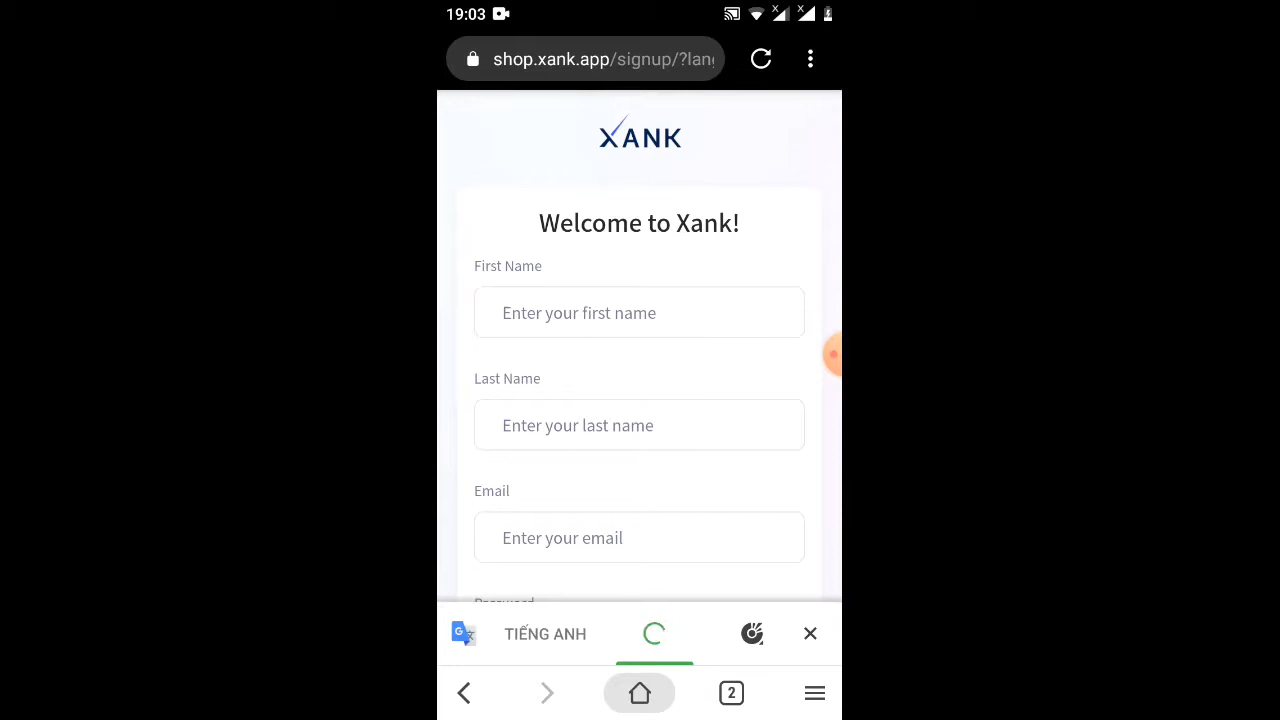 19:03
shop.xank.app/signup/?lan
XANK
Welcome to Xank!
First Name
Enter your first name
Last Name
Enter your last name
Email
Enter your email
Password
TIẾNG ANH
2